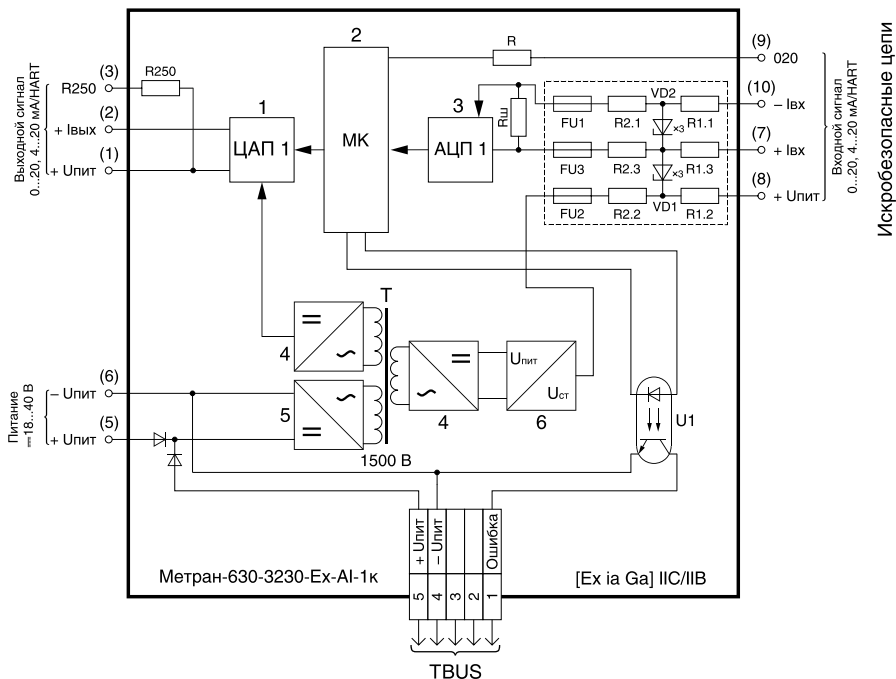 Выходной сигнал
0...20, 4...20 мА/HART
(3)
R250
R250
(2)
+ Iвых
(1)
+ Uпит
1
ЦАП 1
2
МК
3
АЦП 1
Rш
R
(9)
020
(10)
– Iвх
(7)
+ Iвх
(8)
+ Uпит
Входной сигнал
0...20, 4...20 мА/HART
Искробезопасные цепи
FU1
R2.1
VD2
R1.1
×3
FU3
R2.3
R1.3
×3
FU2
R2.2
VD1
R1.2
T
4
5
4
Uпит
Uст
6
1500 В
U1
Питание
18...40 В
(6)
– Uпит
(5)
+ Uпит
+ Uпит
– Uпит
Ошибка
5
4
3
2
1
Метран-630-3230-Ex-AI-1к
[Ex ia Ga] IIC/IIB
TBUS